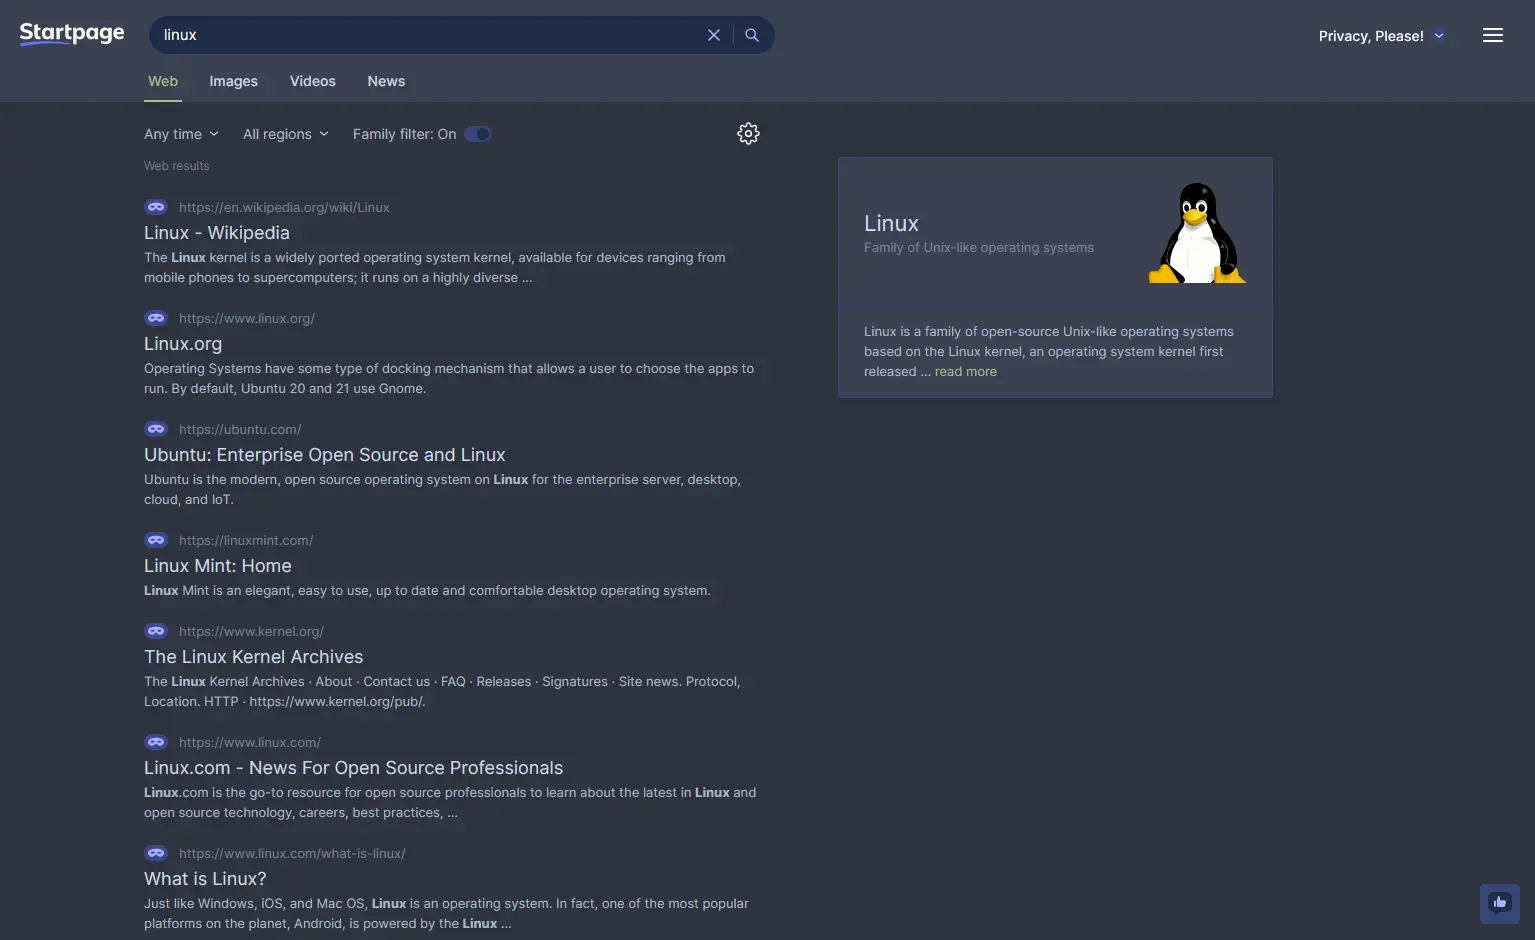 Startpage
linux
Privacy, Please!
Web Images Videos News
Any time All regions Family filter: On
Web results
https://en.wikipedia.org/wiki/Linux
Linux - Wikipedia
The Linux kernel is a widely ported operating system kernel, available for devices ranging from
mobile phones to supercomputers; it runs on a highly diverse ...
https://www.linux.org/
Linux.org
Operating Systems have some type of docking mechanism that allows a user to choose the apps to
run. By default, Ubuntu 20 and 21 use Gnome.
https://ubuntu.com/
Ubuntu: Enterprise Open Source and Linux
Ubuntu is the modern, open source operating system on Linux for the enterprise server, desktop,
cloud, and IoT.
https://linuxmint.com/
Linux Mint: Home
Linux Mint is an elegant, easy to use, up to date and comfortable desktop operating system.
https://www.kernel.org/
The Linux Kernel Archives
The Linux Kernel Archives · About · Contact us · FAQ · Releases · Signatures · Site news. Protocol,
Location. HTTP · https://www.kernel.org/pub/.
https://www.linux.com/
Linux.com - News For Open Source Professionals
Linux.com is the go-to resource for open source professionals to learn about the latest in Linux and
open source technology, careers, best practices, ...
https://www.linux.com/what-is-linux/
What is Linux?
Just like Windows, iOS, and Mac OS, Linux is an operating system. In fact, one of the most popular
platforms on the planet, Android, is powered by the Linux ...
Linux
Family of Unix-like operating systems
Linux is a family of open-source Unix-like operating systems
based on the Linux kernel, an operating system kernel first
released ... read more